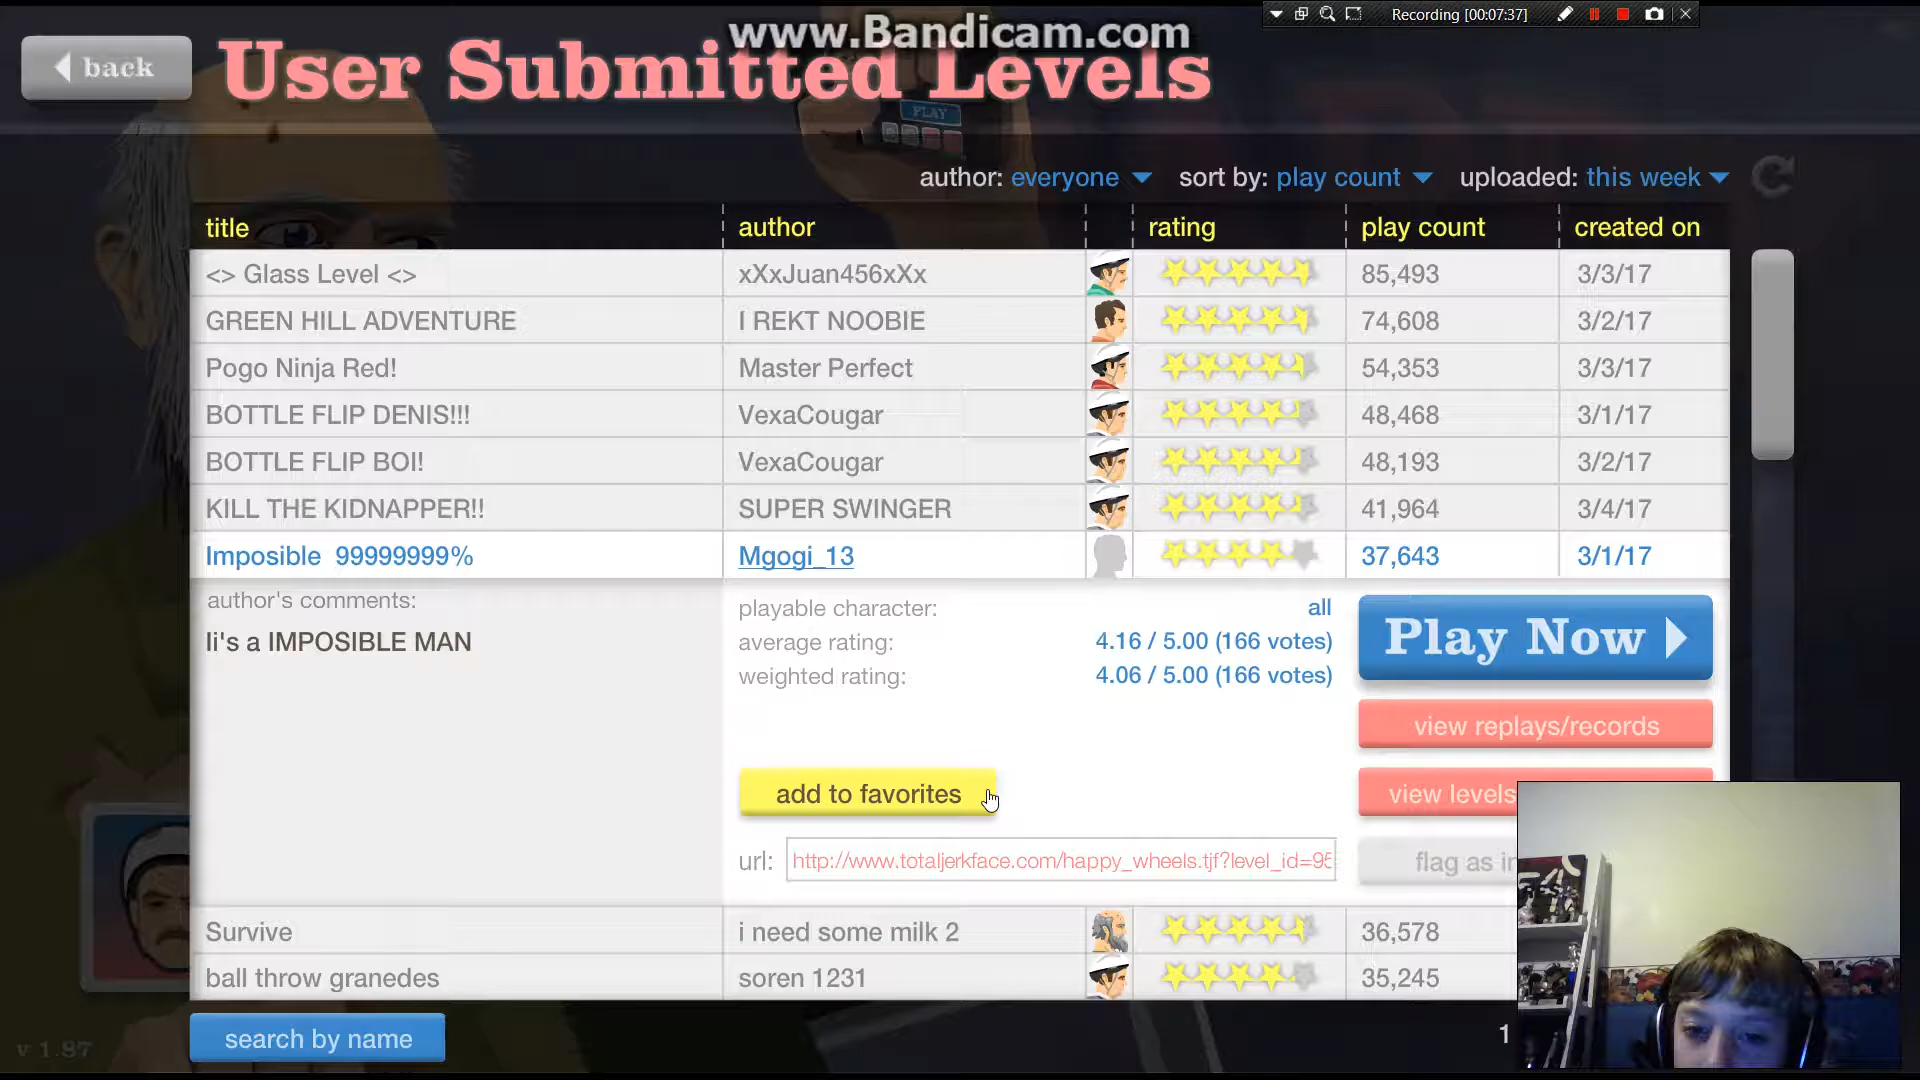 www.Bandicam.com
Recording [00:07:37]
back
User Submitted Levels
PLAY
author: everyone sort by: play count uploaded: this week
title author rating play count created on
<> Glass Level <> xXxJuan456xXx 85,493 3/3/17
GREEN HILL ADVENTURE I REKT NOOBIE 74,608 3/2/17
Pogo Ninja Red! Master Perfect 54,353 3/3/17
BOTTLE FLIP DENIS!!! VexaCougar 48,468 3/1/17
BOTTLE FLIP BOI! VexaCougar 48,193 3/2/17
KILL THE KIDNAPPER!! SUPER SWINGER 41,964 3/4/17
Imposible 99999999% Mgogi_13 37,643 3/1/17
author's comments:
Ii's a IMPOSIBLE MAN
playable character: all
average rating: 4.16 / 5.00 (166 votes)
weighted rating: 4.06 / 5.00 (166 votes)
Play Now
view replays/records
add to favorites
view levels
url: http://www.totaljerkface.com/happy_wheels.tjf?level_id=95
flag as
Survive i need some milk 2 36,578
ball throw granedes soren 1231 35,245
search by name
1
v 1.87